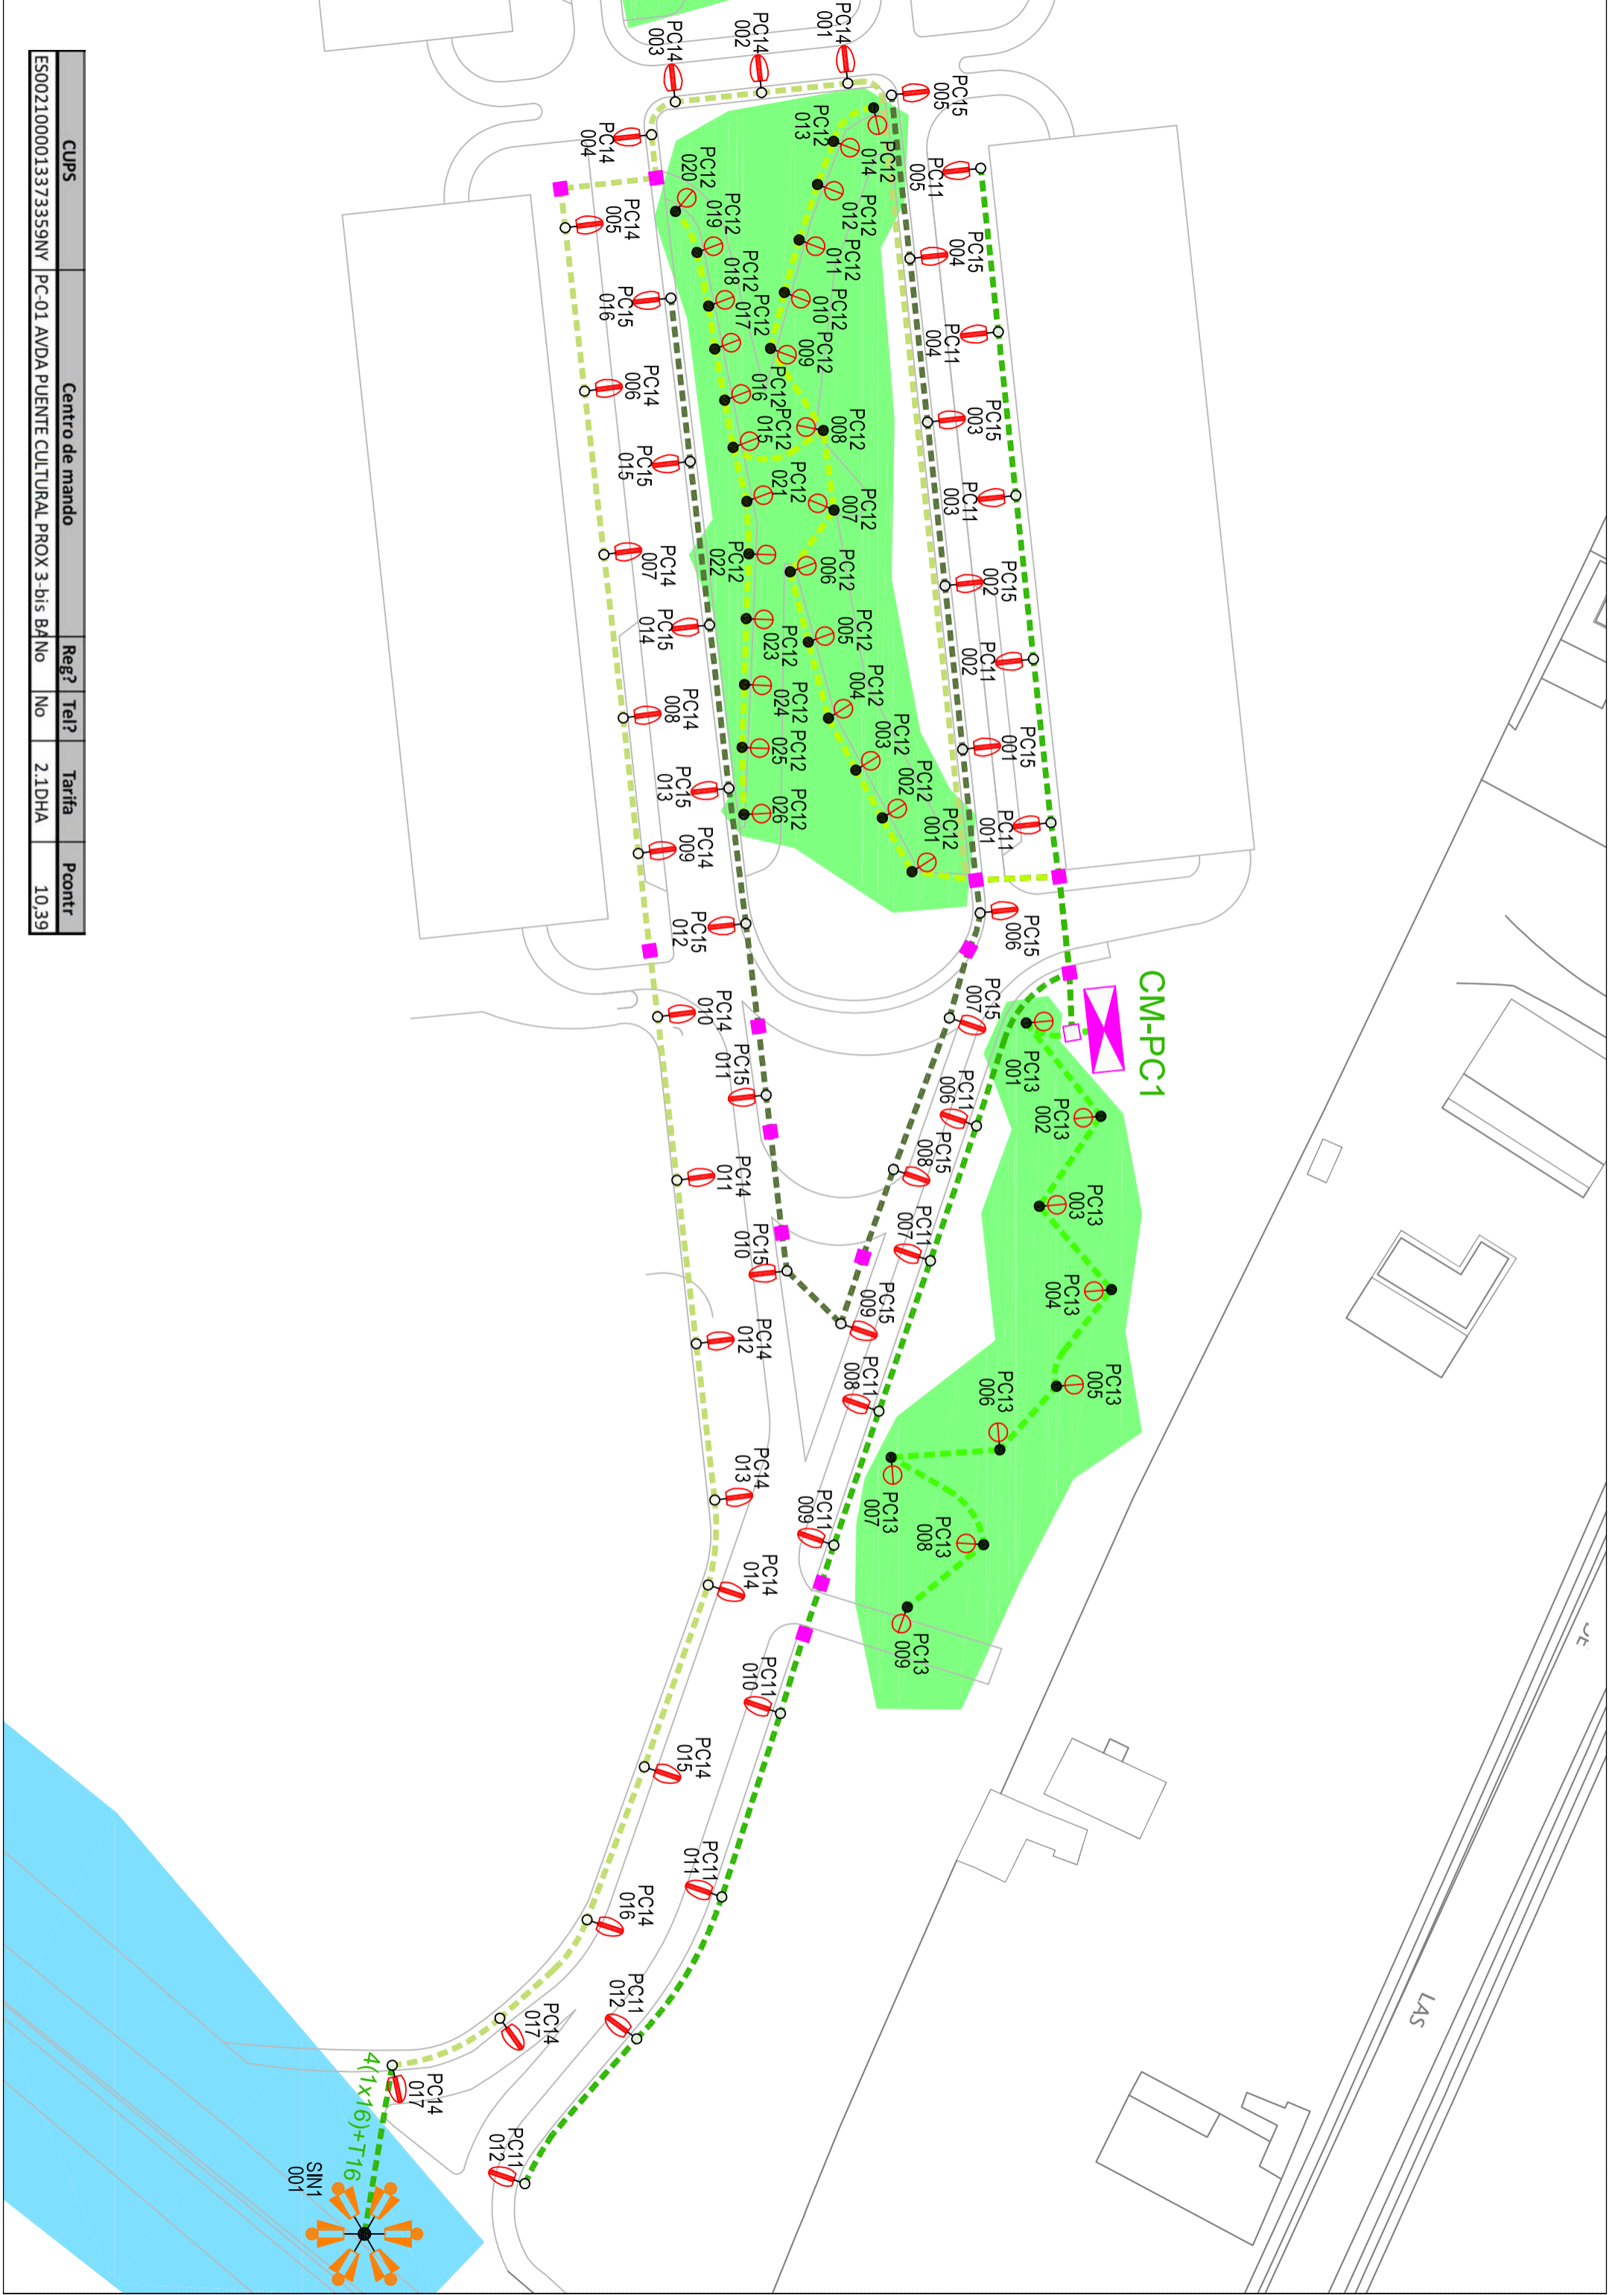 CM-PC1
PC11
001
PC11
002
PC11
003
PC11
004
PC11
005
PC11
006
PC11
007
PC11
008
PC11
009
PC11
010
PC11
011
PC11
012
PC11
012
PC15
001
PC15
002
PC15
003
PC15
004
PC15
005
PC15
006
PC15
007
PC15
008
PC15
009
PC15
010
PC15
011
PC15
012
PC15
013
PC15
014
PC15
015
PC15
016
PC12
001
PC12
002
PC12
003
PC12
004
PC12
005
PC12
006
PC12
007
PC12
008
PC12
009
PC12
010
PC12
011
PC12
012
PC12
013
PC12
014
PC12
015
PC12
016
PC12
017
PC12
018
PC12
019
PC12
020
PC12
021
PC12
022
PC12
023
PC12
024
PC12
025
PC12
026
PC13
001
PC13
002
PC13
003
PC13
004
PC13
005
PC13
006
PC13
007
PC13
008
PC13
009
PC14
001
PC14
002
PC14
003
PC14
004
PC14
005
PC14
006
PC14
007
PC14
008
PC14
009
PC14
010
PC14
011
PC14
012
PC14
013
PC14
014
PC14
015
PC14
016
PC14
017
PC14
017
4(1x16)+T16
SIN1
001
LAS
CUPS Centro de mando Reg? Tel? Tarifa Pcontr
ES0021000013373359NY PC-01 AVDA PUENTE CULTURAL PROX 3-bis BA No No 2.1DHA 10,39